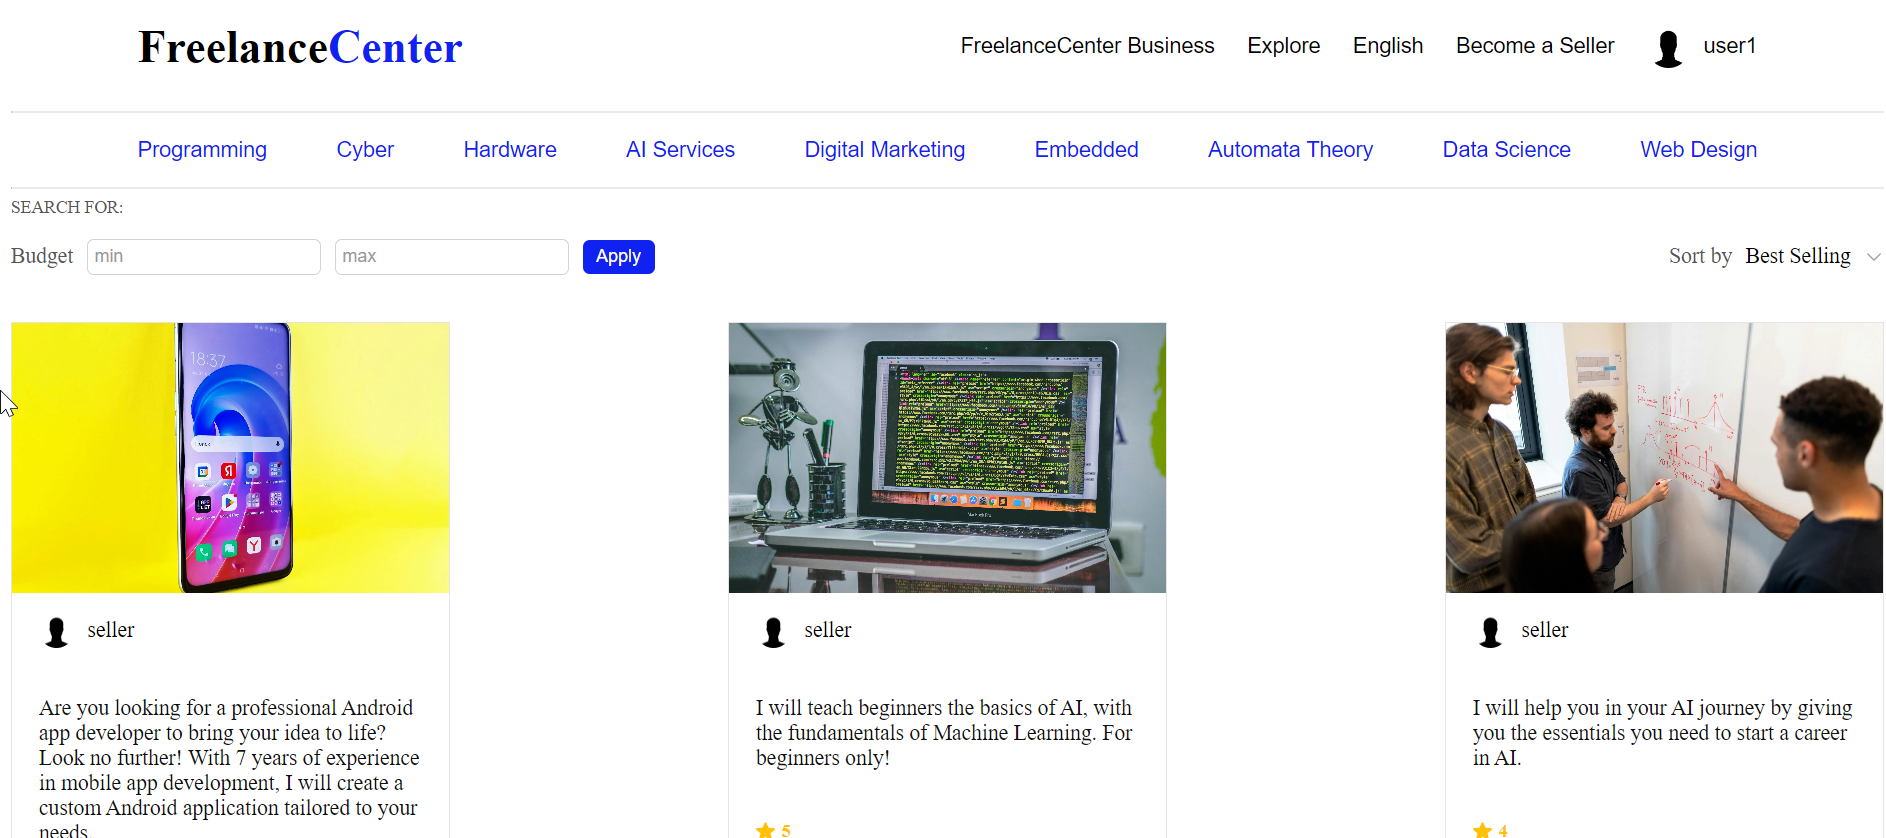 FreelanceCenter
FreelanceCenter Business Explore English Become a Seller user1
Programming Cyber Hardware AI Services Digital Marketing Embedded Automata Theory Data Science Web Design
SEARCH FOR:
Budget min max Apply
Sort by Best Selling
18:37
seller
Are you looking for a professional Android
app developer to bring your idea to life?
Look no further! With 7 years of experience
in mobile app development, I will create a
custom Android application tailored to your
needs.
MacBook Pro
seller
I will teach beginners the basics of AI, with
the fundamentals of Machine Learning. For
beginners only!
5
seller
I will help you in your AI journey by giving
you the essentials you need to start a career
in AI.
4